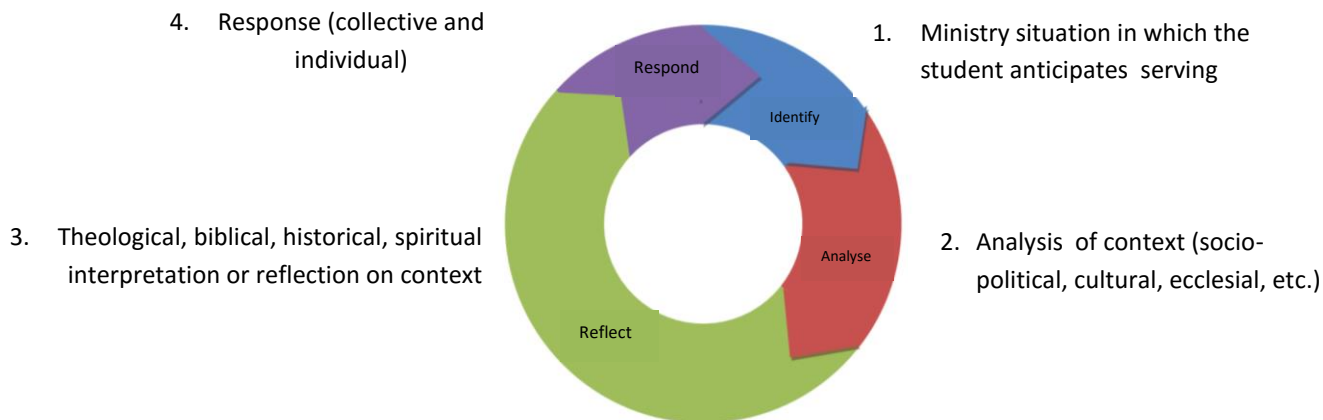 4. Response (collective and
individual)
Respond
1. Ministry situation in which the
student anticipates serving
Identify
3. Theological, biblical, historical, spiritual
interpretation or reflection on context
Analyse
2. Analysis of context (socio-
political, cultural, ecclesial, etc.)
Reflect